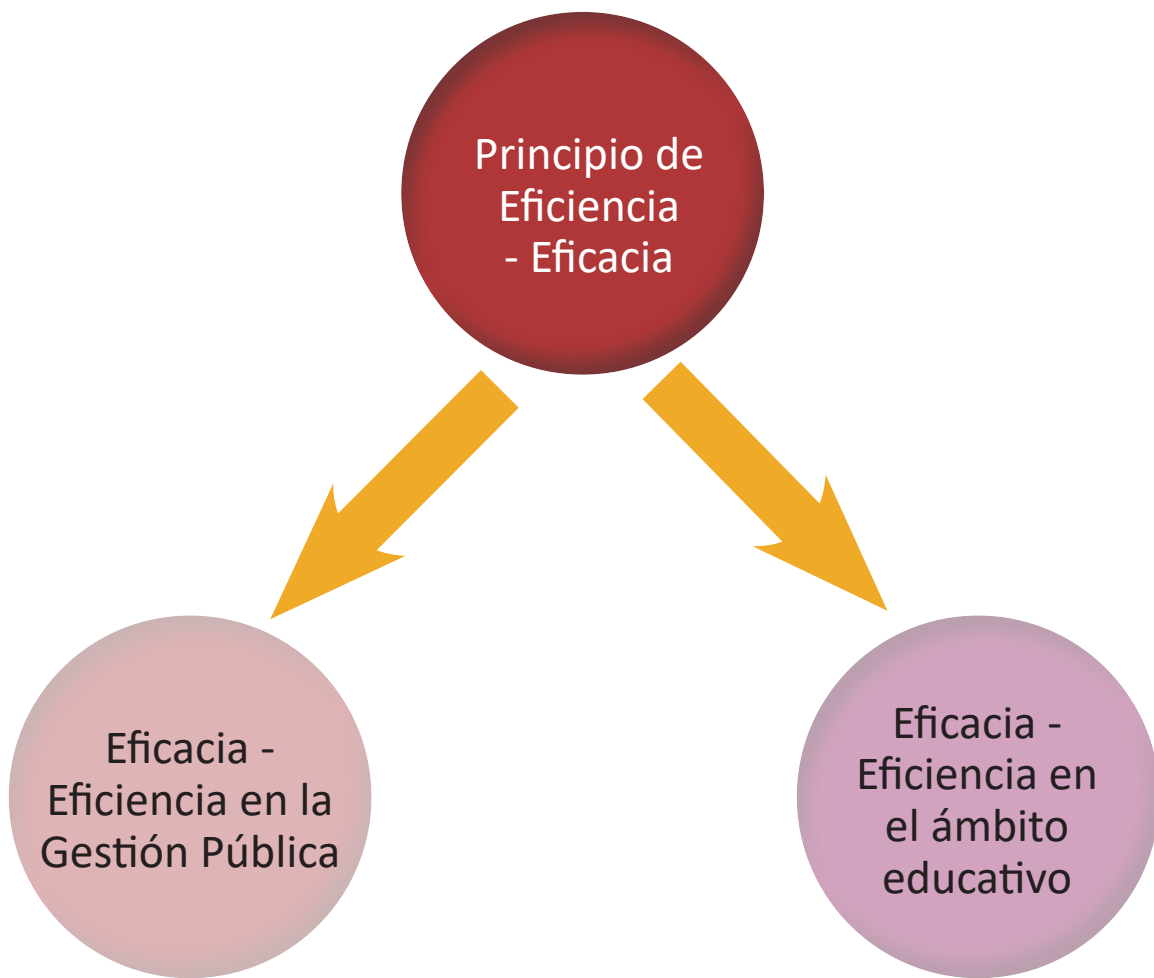 Principio de
Eficiencia
- Eficacia
Eficacia -
Eficiencia en la
Gestión Pública
Eficacia -
Eficiencia en
el ámbito
educativo